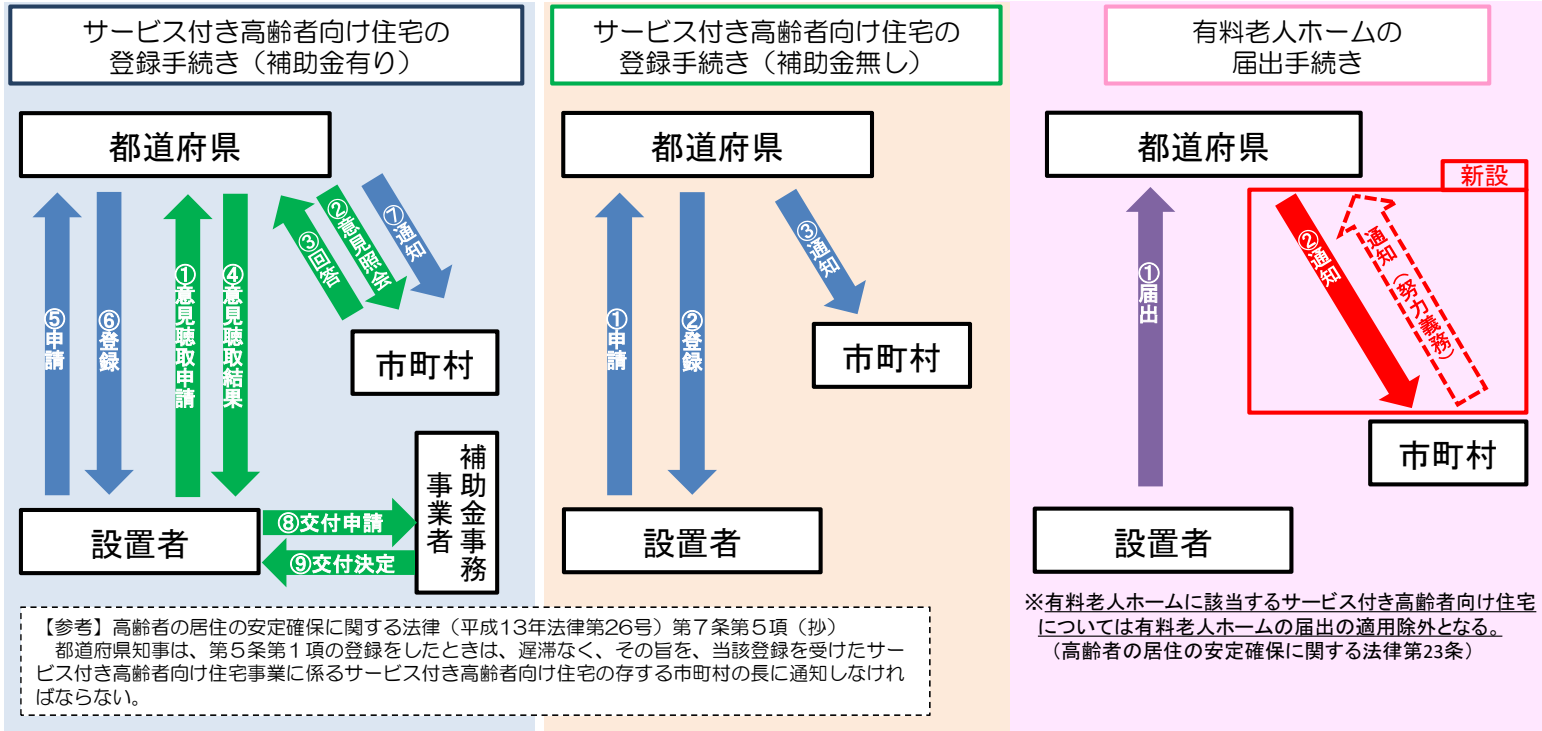 サービス付き高齢者向け住宅の
登録手続き（補助金有り）
都道府県
⑤申請
⑥登録
①意見聴取申請
④意見聴取結果
③回答
②意見照会
⑦通知
市町村
設置者
⑧交付申請
⑨交付決定
補助金事務
事業者
サービス付き高齢者向け住宅の
登録手続き（補助金無し）
都道府県
①申請
②登録
③通知
市町村
設置者
【参考】高齢者の居住の安定確保に関する法律（平成13年法律第26号）第７条第５項（抄）
都道府県知事は、第５条第１項の登録をしたときは、遅滞なく、その旨を、当該登録を受けたサー
ビス付き高齢者向け住宅事業に係るサービス付き高齢者向け住宅の存する市町村の長に通知しなけれ
ばならない。
有料老人ホームの
届出手続き
都道府県
新設
①届出
②通知
通知（努力義務）
市町村
設置者
※有料老人ホームに該当するサービス付き高齢者向け住宅
については有料老人ホームの届出の適用除外となる。
（高齢者の居住の安定確保に関する法律第23条）